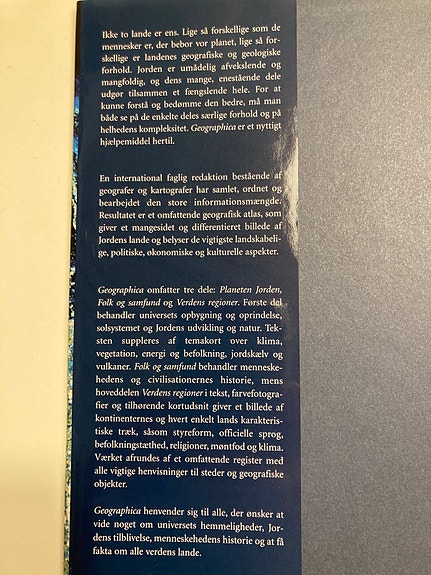 Ikke to lande er ens. Lige så forskellige som de
mennesker er, der bebor vor planet, lige så for-
skellige er landenes geografiske og geologiske
forhold. Jorden er umådelig afvekslende og
mangfoldig, og dens mange, enestående dele
udgør tilsammen et fængslende hele. For at
kunne forstå og bedømme den bedre, må man
både se på de enkelte deles særlige forhold og på
helhedens kompleksitet. Geographica er et nyttigt
hjælpemiddel hertil.
En international faglig redaktion bestående af
geografer og kartografer har samlet, ordnet og
bearbejdet den store informationsmængde.
Resultatet er et omfattende geografisk atlas, som
giver et mangesidet og differentieret billede af
Jordens lande og belyser de vigtigste landskabeli-
ge, politiske, økonomiske og kulturelle aspekter.
Geographica omfatter tre dele: Planeten Jorden,
Folk og samfund og Verdens regioner. Første del
behandler universets opbygning og oprindelse,
solsystemet og Jordens udvikling og natur. Tek-
sten suppleres af temakort over klima,
vegetation, energi og befolkning, jordskælv og
vulkaner. Folk og samfund behandler menneske-
hedens og civilisationernes historie, mens
hoveddelen Verdens regioner i tekst, farvefotogra-
fier og tilhørende kortudsnit giver et billede af
kontinenternes og hvert enkelt lands karakteris-
tiske træk, såsom styreform, officielle sprog,
befolkningstæthed, religioner, møntfod og klima.
Værket afrundes af et omfattende register med
alle vigtige henvisninger til steder og geografiske
objekter.
Geographica henvender sig til alle, der ønsker at
vide noget om universets hemmeligheder, Jor-
dens tilblivelse, menneskehedens historie og at få
fakta om alle verdens lande.